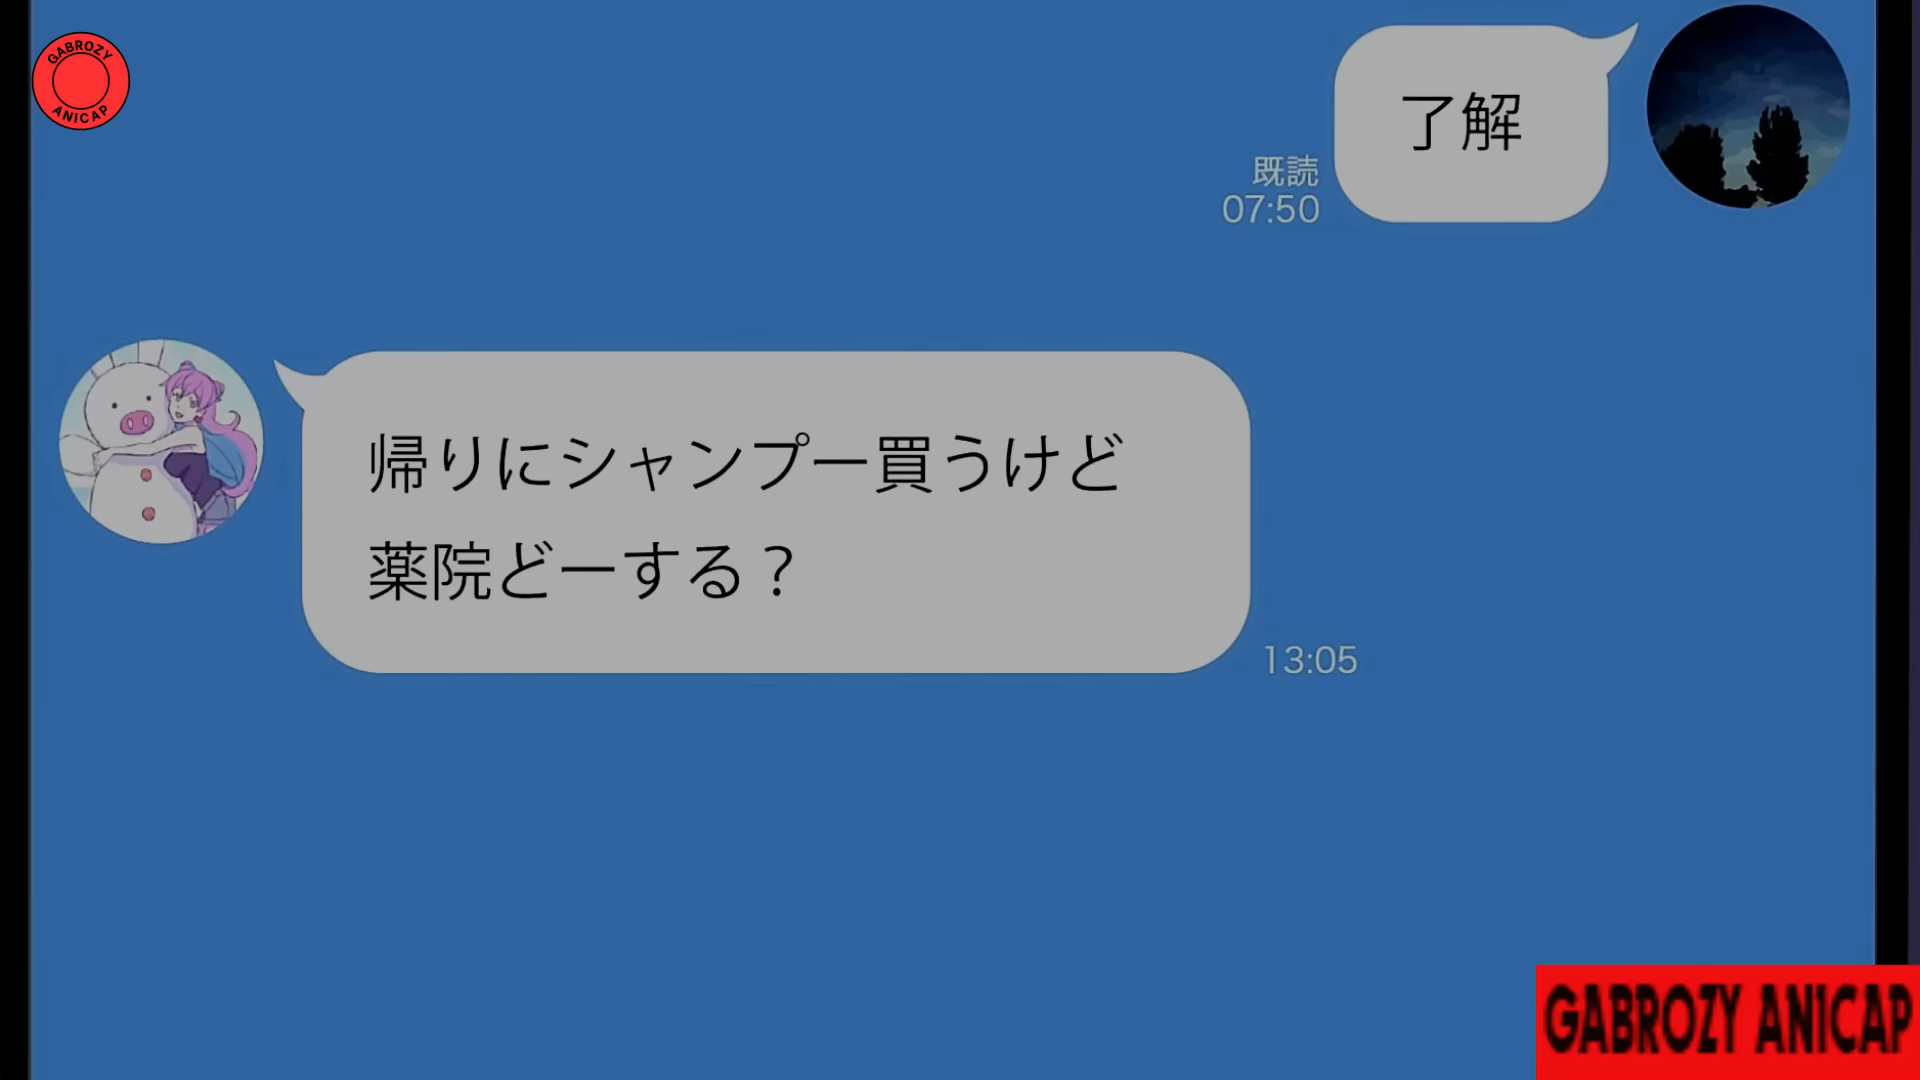 GABROZY
ANICAP
了解
既読
07:50
帰りにシャンプー買うけど
薬院どーする？
13:05
GABROZY ANICAP